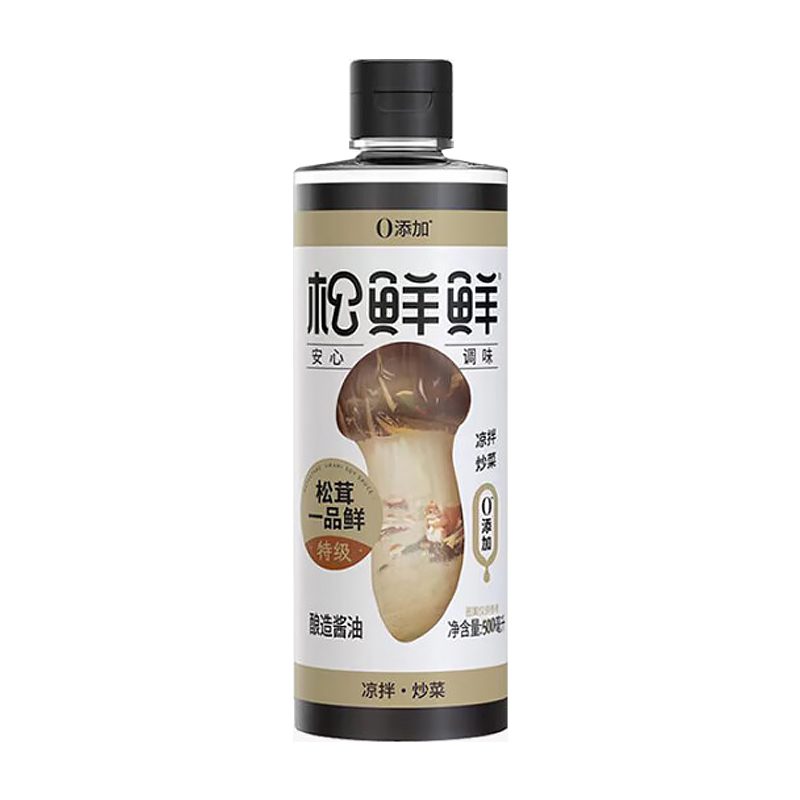 0添加
松鲜鲜
安心 调味
凉拌
炒菜
0
添
加
松茸
一品鲜
特级
酿造酱油
净含量:500毫升
凉拌·炒菜